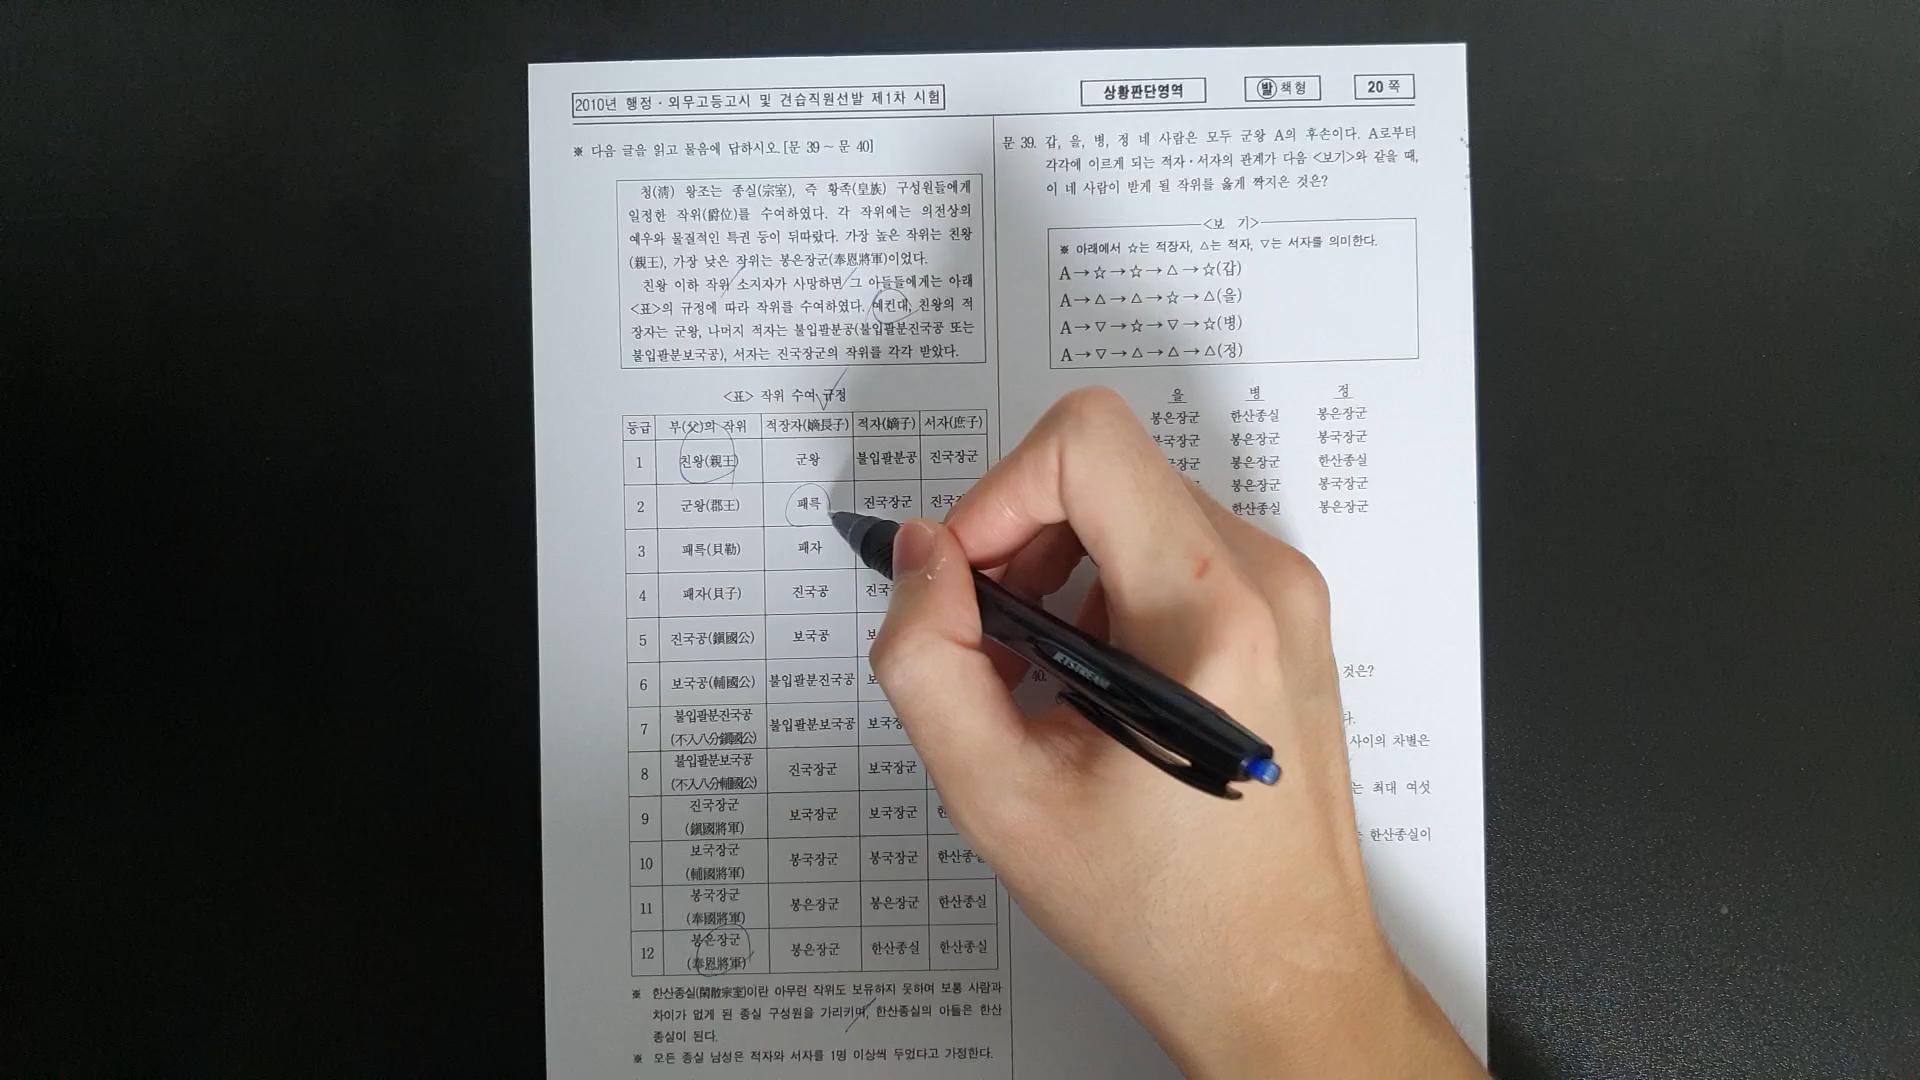 2010년 행정·외무고등고시 및 견습직원선발 제1차 시험
상황판단영역
발 책형
20 쪽
※ 다음 글을 읽고 물음에 답하시오.[문 39 ~ 문 40]
청(淸) 왕조는 종실(宗室), 즉 황족(皇族) 구성원들에게
일정한 작위(爵位)를 수여하였다. 각 작위에는 의전상의
예우와 물질적인 특권 등이 뒤따랐다. 가장 높은 작위는 친왕
(親王), 가장 낮은 작위는 봉은장군(奉恩將軍)이었다.
친왕 이하 작위 소지자가 사망하면 그 아들들에게는 아래
<표>의 규정에 따라 작위를 수여하였다. 예컨대, 친왕의 적
장자는 군왕, 나머지 적자는 불입팔분공(불입팔분진국공 또는
불입팔분보국공), 서자는 진국장군의 작위를 각각 받았다.
<표> 작위 수여 규정
등급 부(父)의 작위 적장자(嫡長子) 적자(嫡子) 서자(庶子)
1 친왕(親王) 군왕 불입팔분공 진국장군
2 군왕(郡王) 패륵 진국장군
3 패륵(貝勒) 패자
4 패자(貝子) 진국공
5 진국공(鎭國公) 보국공
6 보국공(輔國公) 불입팔분진국공
7 불입팔분진국공 (不入八分鎭國公) 불입팔분보국공
8 불입팔분보국공 (不入八分輔國公) 진국장군 보국장군
9 진국장군 (鎭國將軍) 보국장군 보국장군
10 보국장군 (輔國將軍) 봉국장군 봉국장군 한산종실
11 봉국장군 (奉國將軍) 봉은장군 봉은장군 한산종실
12 봉은장군 (奉恩將軍) 봉은장군 한산종실 한산종실
※ 한산종실(閑散宗室)이란 아무런 작위도 보유하지 못하여 보통 사람과
차이가 없게 된 종실 구성원을 가리키며, 한산종실의 아들은 한산
종실이 된다.
※ 모든 종실 남성은 적자와 서자를 1명 이상씩 두었다고 가정한다.
문 39. 갑, 을, 병, 정 네 사람은 모두 군왕 A의 후손이다. A로부터
각각에 이르게 되는 적자·서자의 관계가 다음 <보기>와 같을 때,
이 네 사람이 받게 될 작위를 옳게 짝지은 것은?
<보 기>
※ 아래에서 ☆는 적장자, △는 적자, ▽는 서자를 의미한다.
A→☆→☆→△→☆(갑)
A→△→△→☆→△(을)
A→▽→☆→▽→☆(병)
A→▽→△→△→△(정)
을 병 정
봉은장군 한산종실 봉은장군
봉은장군 봉국장군
봉은장군 한산종실
봉은장군 봉국장군
한산종실 봉은장군
40.
것은?
다.
사이의 차별은
는 최대 여섯
한산종실이
JETSTREAM